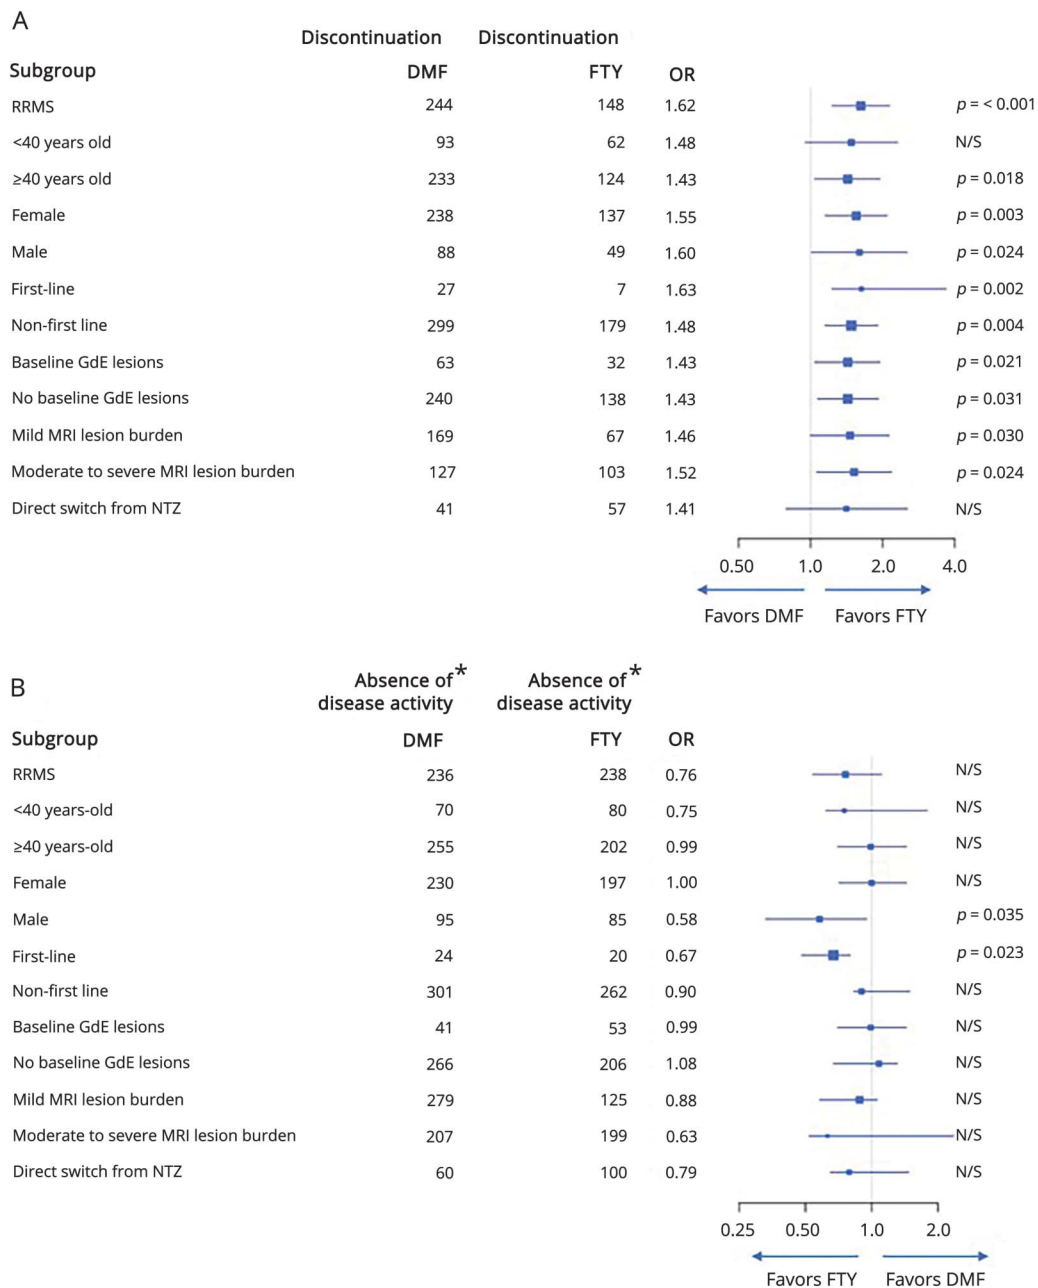 A
Discontinuation Discontinuation
Subgroup DMF FTY OR
RRMS 244 148 1.62 p = < 0.001
<40 years old 93 62 1.48 N/S
≥40 years old 233 124 1.43 p = 0.018
Female 238 137 1.55 p = 0.003
Male 88 49 1.60 p = 0.024
First-line 27 7 1.63 p = 0.002
Non-first line 299 179 1.48 p = 0.004
Baseline GdE lesions 63 32 1.43 p = 0.021
No baseline GdE lesions 240 138 1.43 p = 0.031
Mild MRI lesion burden 169 67 1.46 p = 0.030
Moderate to severe MRI lesion burden 127 103 1.52 p = 0.024
Direct switch from NTZ 41 57 1.41 N/S
0.50 1.0 2.0 4.0
Favors DMF Favors FTY
B
Absence of* Absence of*
disease activity disease activity
Subgroup DMF FTY OR
RRMS 236 238 0.76 N/S
<40 years-old 70 80 0.75 N/S
≥40 years-old 255 202 0.99 N/S
Female 230 197 1.00 N/S
Male 95 85 0.58 p = 0.035
First-line 24 20 0.67 p = 0.023
Non-first line 301 262 0.90 N/S
Baseline GdE lesions 41 53 0.99 N/S
No baseline GdE lesions 266 206 1.08 N/S
Mild MRI lesion burden 279 125 0.88 N/S
Moderate to severe MRI lesion burden 207 199 0.63 N/S
Direct switch from NTZ 60 100 0.79 N/S
0.25 0.50 1.0 2.0
Favors FTY Favors DMF